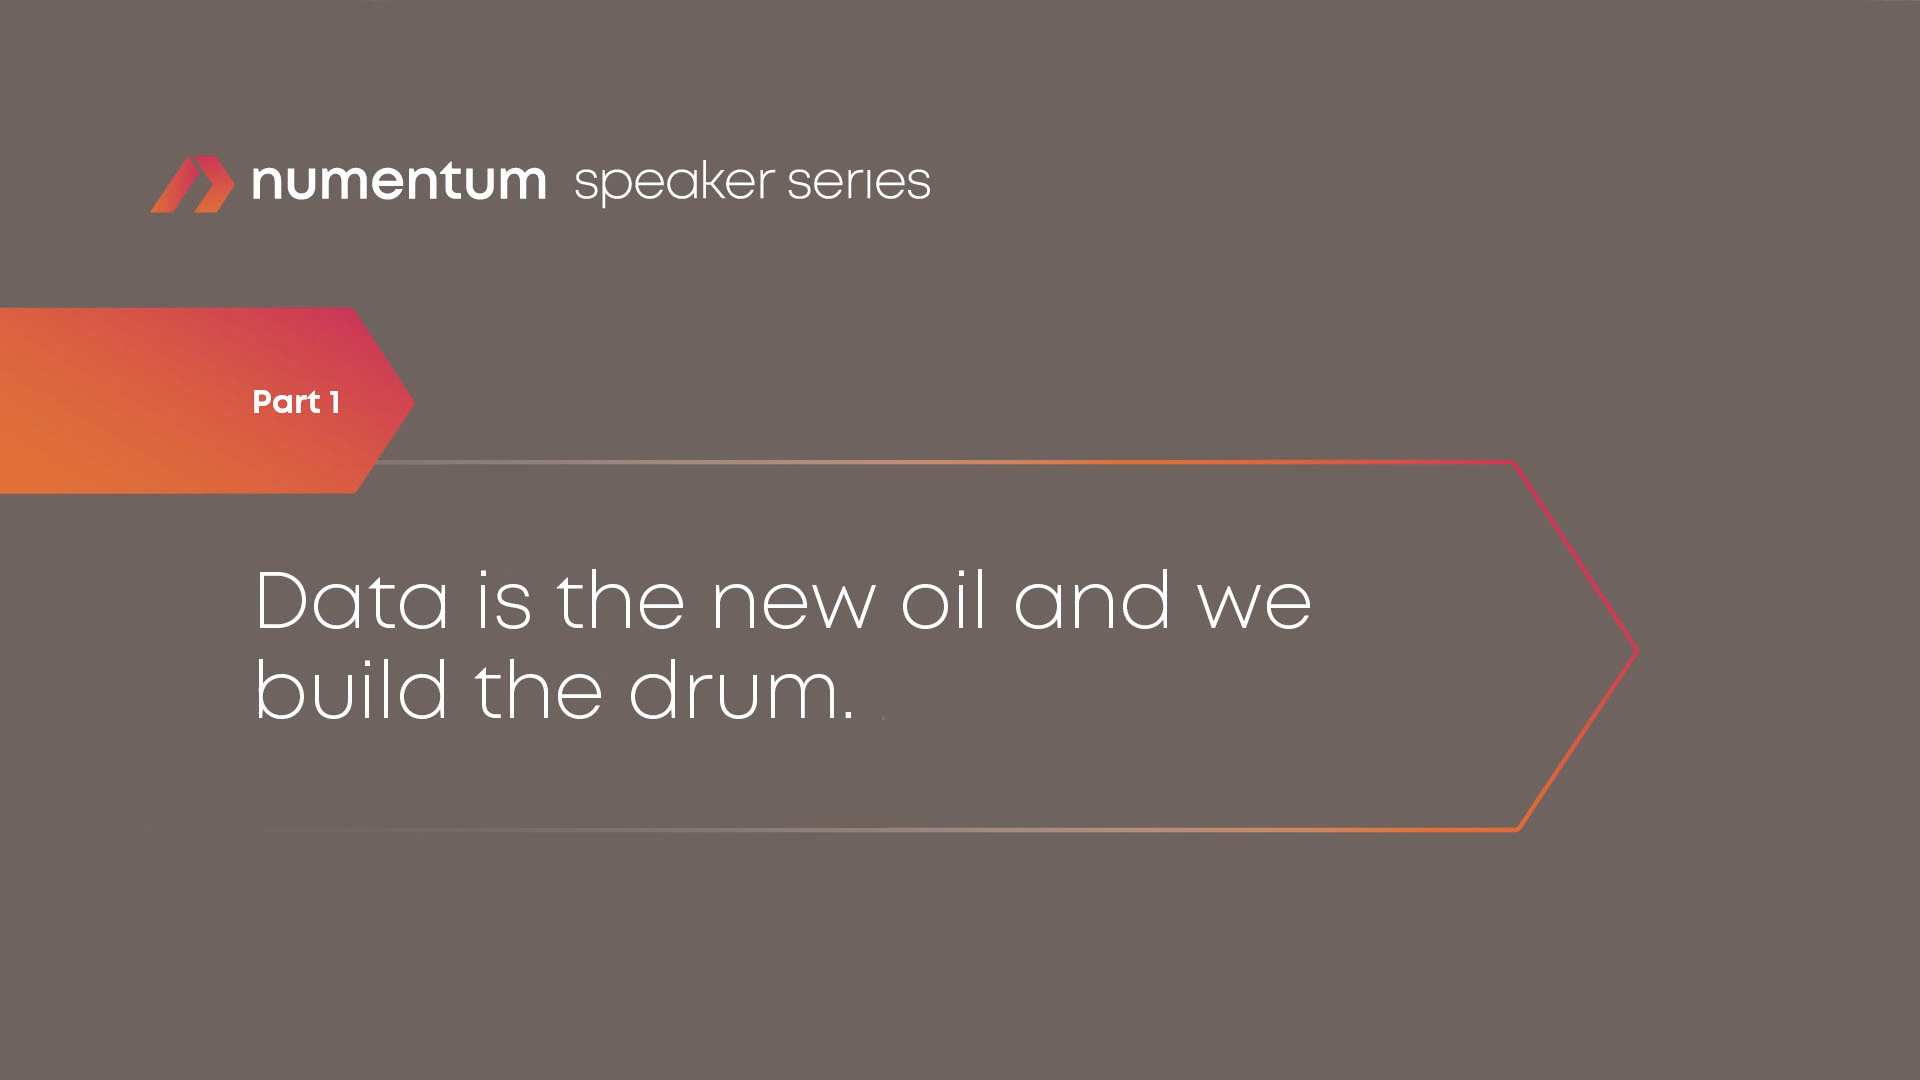 numentum speaker series
Part 1
Data is the new oil and we
build the drum.